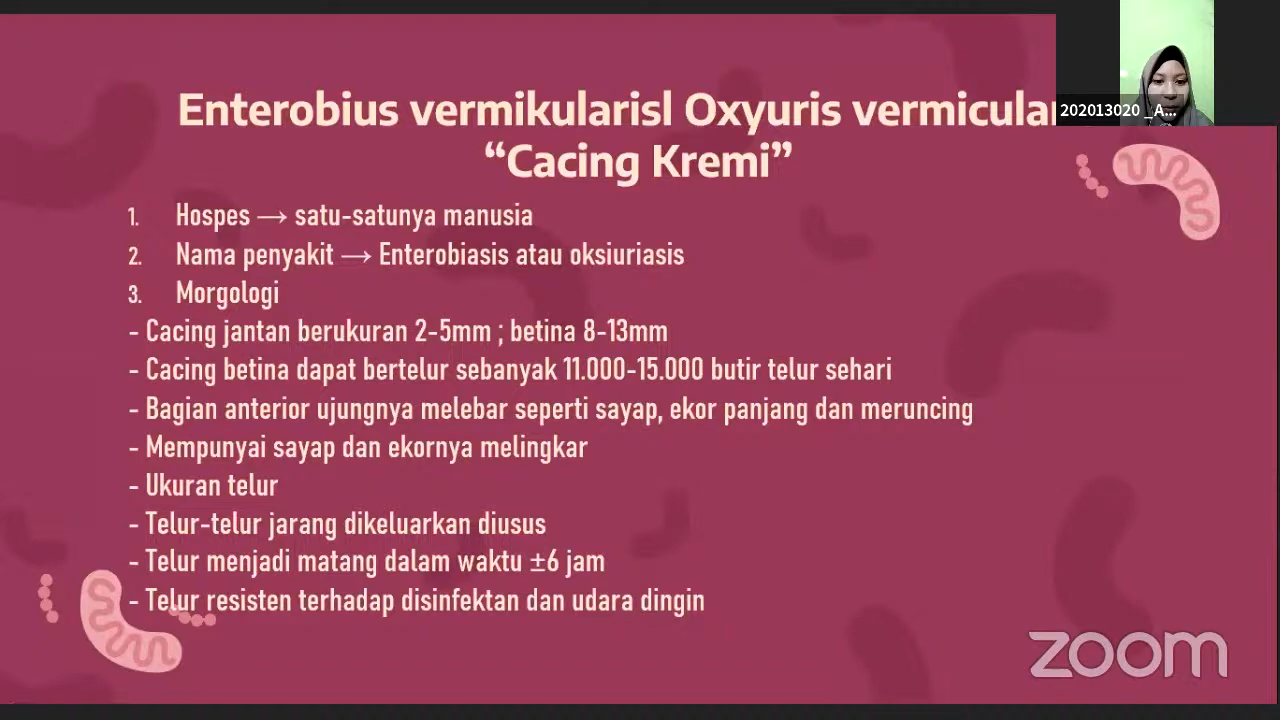 Enterobius vermikularisl Oxyuris vermicular
“Cacing Kremi”
202013020 _A...
1. Hospes → satu-satunya manusia
2. Nama penyakit → Enterobiasis atau oksiuriasis
3. Morgologi
- Cacing jantan berukuran 2-5mm ; betina 8-13mm
- Cacing betina dapat bertelur sebanyak 11.000-15.000 butir telur sehari
- Bagian anterior ujungnya melebar seperti sayap, ekor panjang dan meruncing
- Mempunyai sayap dan ekornya melingkar
- Ukuran telur
- Telur-telur jarang dikeluarkan diusus
- Telur menjadi matang dalam waktu ±6 jam
- Telur resisten terhadap disinfektan dan udara dingin
zoom